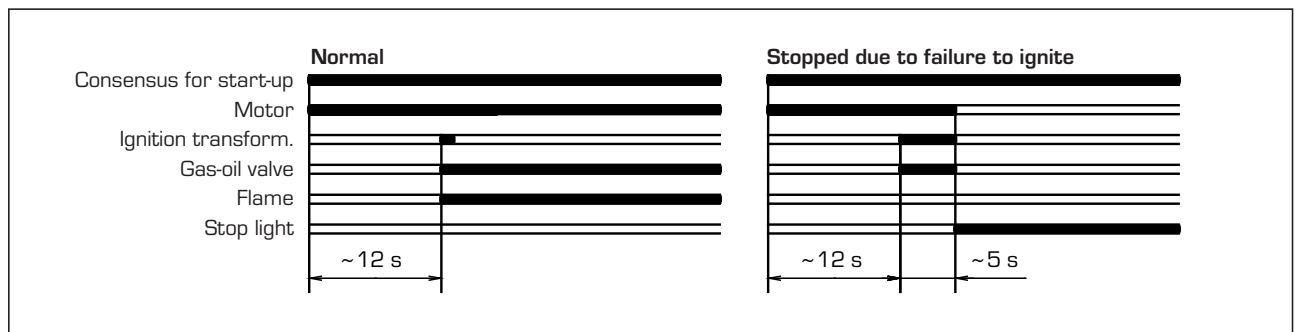 Normal
Stopped due to failure to ignite
Consensus for start-up
Motor
Ignition transform.
Gas-oil valve
Flame
Stop light
~12 s
~12 s
~5 s